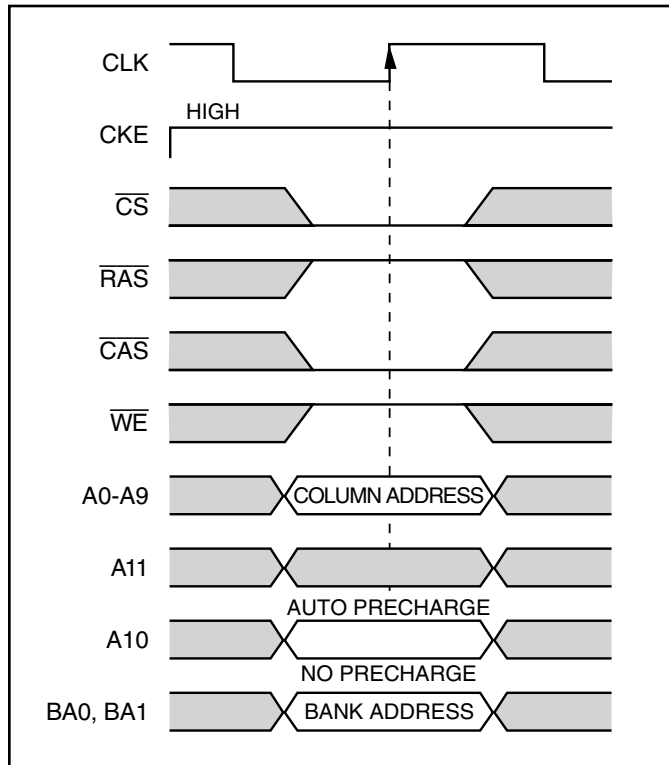 CLK
HIGH
CKE
CS
RAS
CAS
WE
A0-A9 COLUMN ADDRESS
A11
AUTO PRECHARGE
A10
NO PRECHARGE
BA0, BA1 BANK ADDRESS